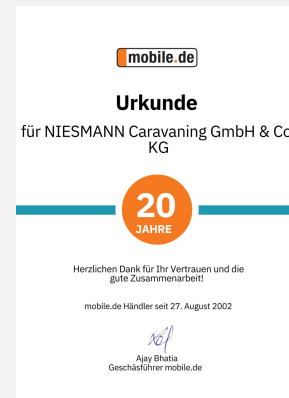 mobile.de
Urkunde
für NIESMANN Caravaning GmbH & Co
KG
20
JAHRE
Herzlichen Dank für Ihr Vertrauen und die
gute Zusammenarbeit!
mobile.de Händler seit 27. August 2002
Ajay Bhatia
Geschäsführer mobile.de